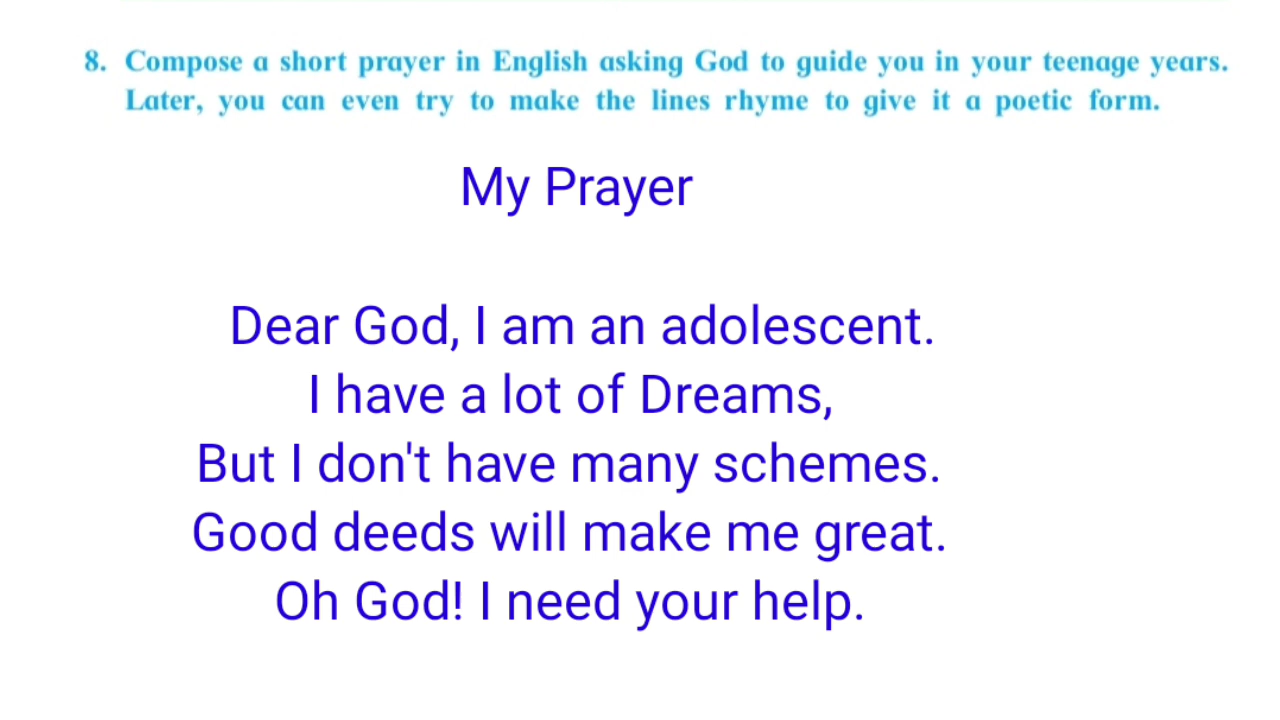 8. Compose a short prayer in English asking God to guide you in your teenage years.
Later, you can even try to make the lines rhyme to give it a poetic form.
My Prayer
Dear God, I am an adolescent.
I have a lot of Dreams,
But I don't have many schemes.
Good deeds will make me great.
Oh God! I need your help.